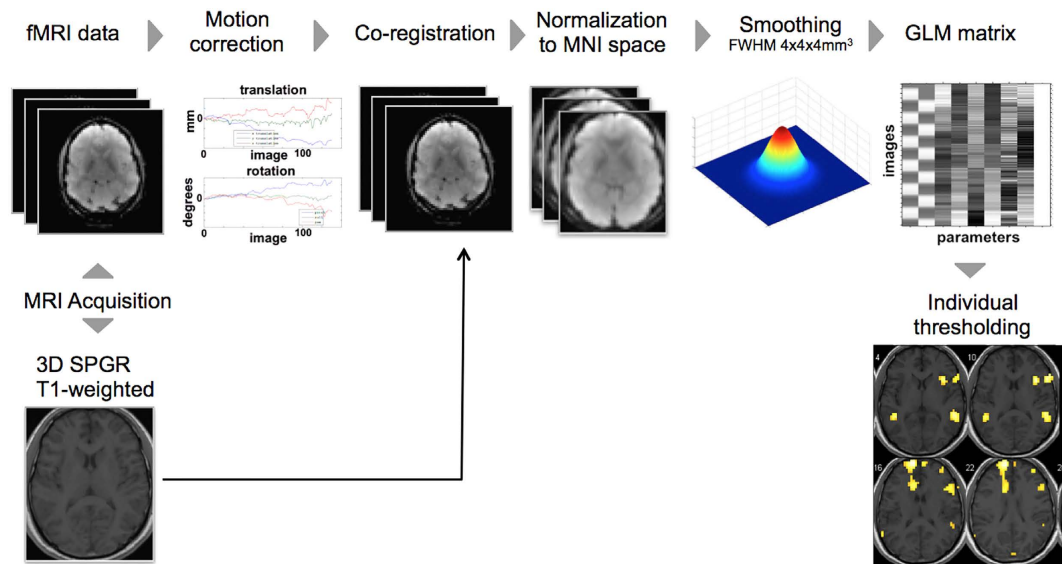 fMRI data
Motion
correction
Co-registration
Normalization
to MNI space
Smoothing
FWHM 4x4x4mm³
GLM matrix
translation
mm
0
0
image
100
rotation
degrees
0
0
image
100
images
parameters
MRI Acquisition
3D SPGR
T1-weighted
Individual
thresholding
4
10
16
22
2